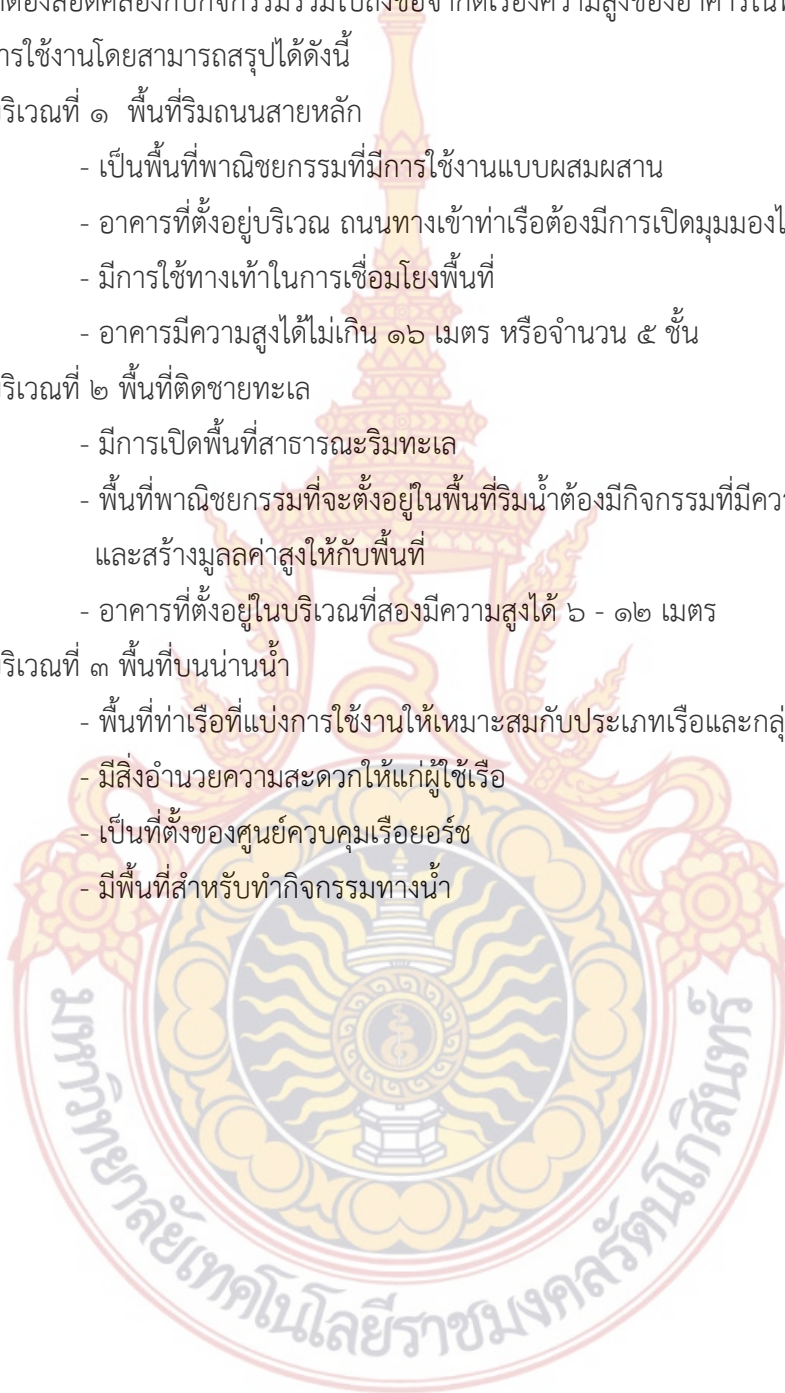 ต้องสอดคล้องกับกิจกรรมรวมไปถึงข้อจำกัดเรื่องความสูงของอาคารใน
การใช้งานโดยสามารถสรุปได้ดังนี้
บริเวณที่ ๑ พื้นที่ริมถนนสายหลัก
- เป็นพื้นที่พาณิชยกรรมที่มีการใช้งานแบบผสมผสาน
- อาคารที่ตั้งอยู่บริเวณ ถนนทางเข้าท่าเรือต้องมีการเปิดมุมมอง
- มีการใช้ทางเท้าในการเชื่อมโยงพื้นที่
- อาคารมีความสูงได้ไม่เกิน ๑๖ เมตร หรือจำนวน ๕ ชั้น
บริเวณที่ ๒ พื้นที่ติดชายทะเล
- มีการเปิดพื้นที่สาธารณะริมทะเล
- พื้นที่พาณิชยกรรมที่จะตั้งอยู่ในพื้นที่ริมน้ำต้องมีกิจกรรมที่มี
และสร้างมูลลค่าสูงให้กับพื้นที่
- อาคารที่ตั้งอยู่ในบริเวณที่สองมีความสูงได้ ๖ - ๑๒ เมตร
บริเวณที่ ๓ พื้นที่บนน่านน้ำ
- พื้นที่ท่าเรือที่แบ่งการใช้งานให้เหมาะสมกับประเภทเรือและ
- มีสิ่งอำนวยความสะดวกให้แก่ผู้ใช้เรือ
- เป็นที่ตั้งของศูนย์ควบคุมเรือยอร์ช
- มีพื้นที่สำหรับทำกิจกรรมทางน้ำ
มหาวิทยาลัยเทคโนโลยีราชมงคลรัตนโกสินทร์